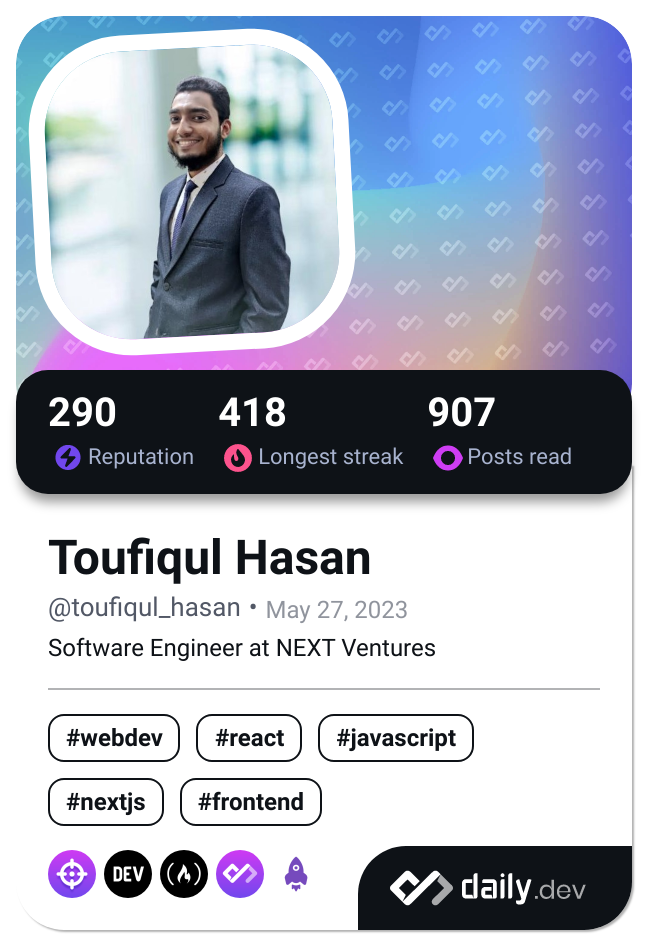 290 418 907
Reputation Longest streak Posts read
Toufiqul Hasan
@toufiqul_hasan • May 27, 2023
Software Engineer at NEXT Ventures
#webdev #react #javascript
#nextjs #frontend
DEV daily.dev